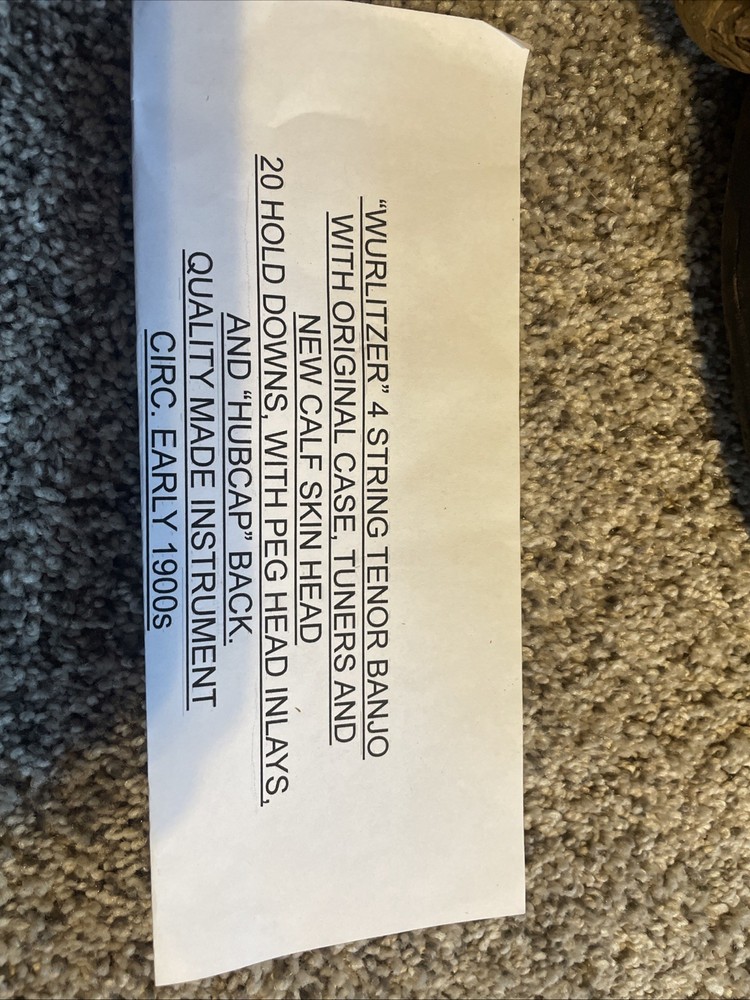 “WURLITZER” 4 STRING TENOR BANJO
WITH ORIGINAL CASE, TUNERS AND
NEW CALF SKIN HEAD
20 HOLD DOWNS, WITH PEG HEAD INLAYS,
AND “HUBCAP” BACK.
QUALITY MADE INSTRUMENT
CIRC. EARLY 1900s